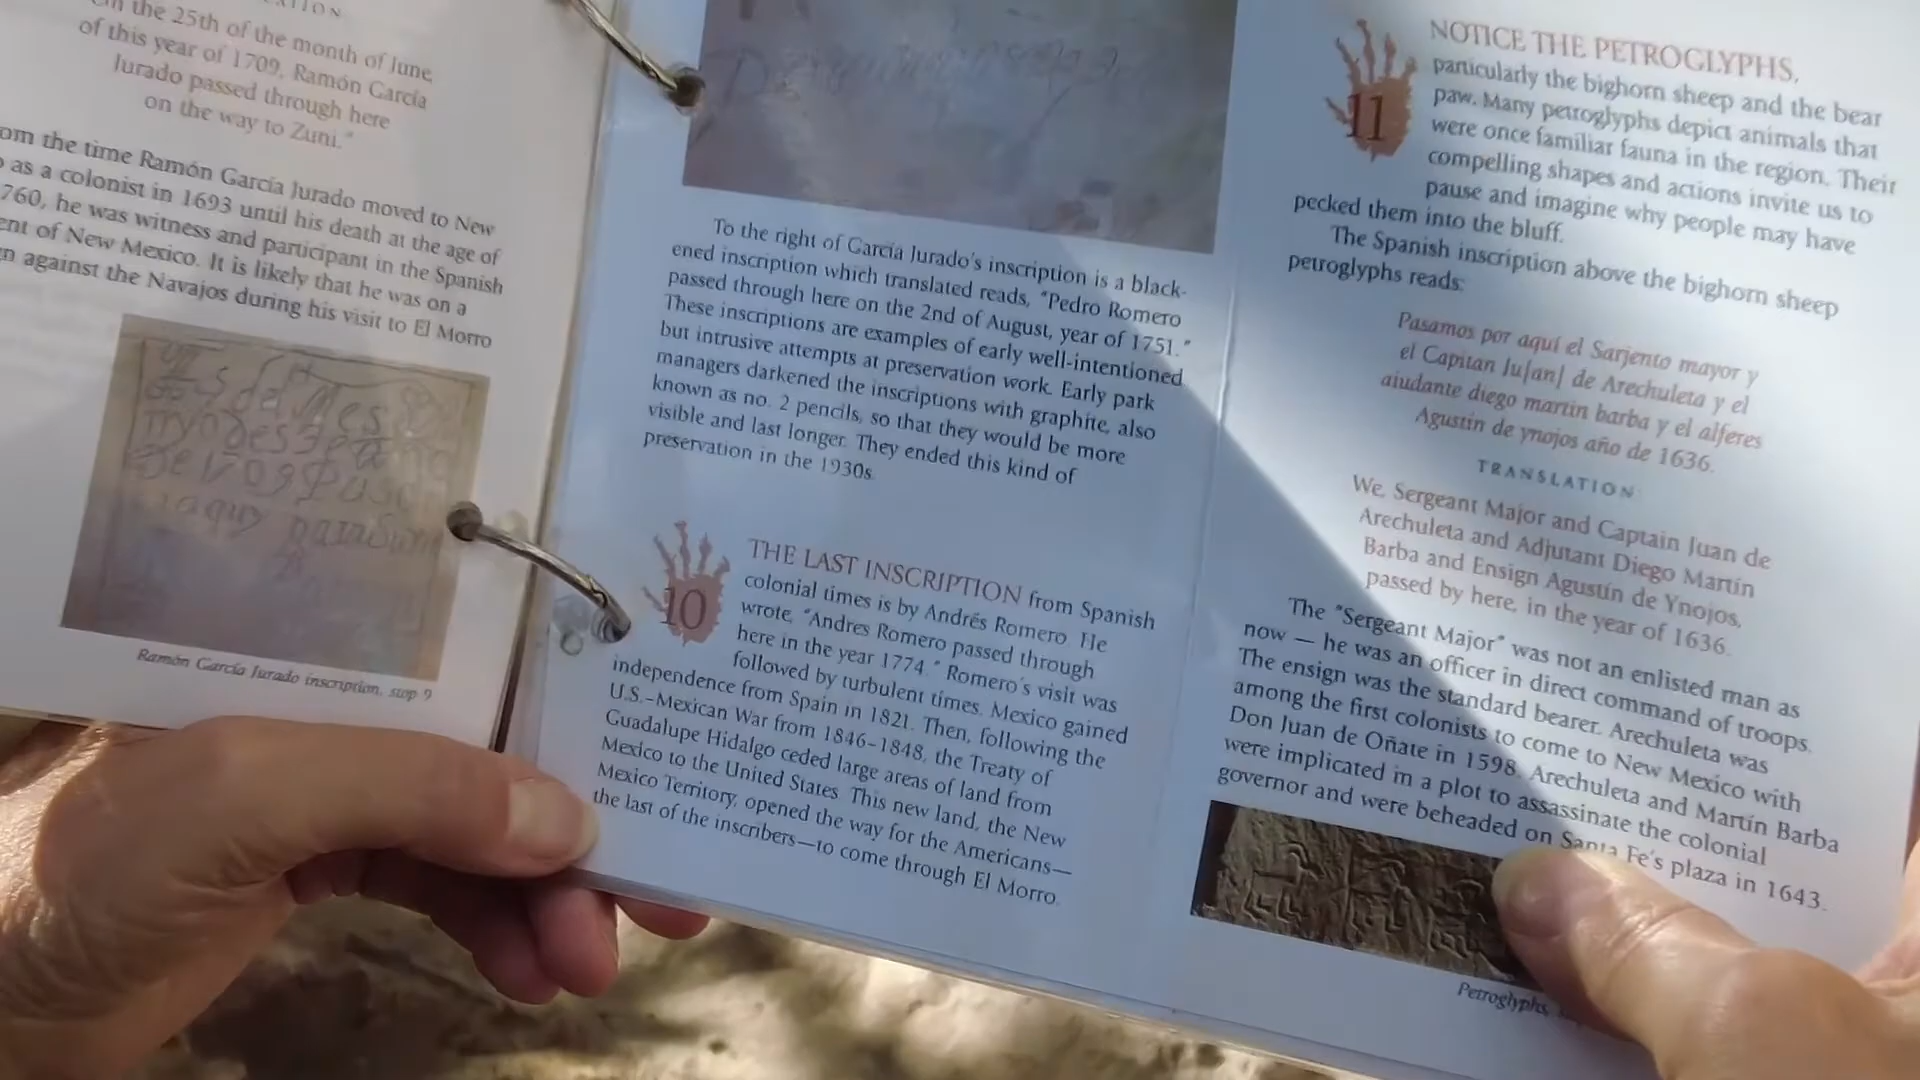 on the 25th of the month of June,
of this year of 1709, Ramón García
Jurado passed through here
on the way to Zuni."
the time Ramón García Jurado moved to New
as a colonist in 1693 until his death at the age of
1760, he was witness and participant in the Spanish
of New Mexico. It is likely that he was on a
against the Navajos during his visit to El Morro
Ramón García Jurado inscription, stop 9
To the right of García Jurado's inscription is a black-
ened inscription which translated reads, "Pedro Romero
passed through here on the 2nd of August, year of 1751."
These inscriptions are examples of early well-intentioned
but intrusive attempts at preservation work. Early park
managers darkened the inscriptions with graphite, also
known as no. 2 pencils, so that they would be more
visible and last longer. They ended this kind of
preservation in the 1930s.
10
THE LAST INSCRIPTION from Spanish
colonial times is by Andrés Romero. He
wrote, "Andres Romero passed through
here in the year 1774." Romero's visit was
followed by turbulent times. Mexico gained
independence from Spain in 1821. Then, following the
U.S.-Mexican War from 1846-1848, the Treaty of
Guadalupe Hidalgo ceded large areas of land from
Mexico to the United States. This new land, the New
Mexico Territory, opened the way for the Americans—
the last of the inscribers—to come through El Morro.
11
NOTICE THE PETROGLYPHS,
particularly the bighorn sheep and the bear
paw. Many petroglyphs depict animals that
were once familiar fauna in the region. Their
compelling shapes and actions invite us to
pause and imagine why people may have
pecked them into the bluff.
The Spanish inscription above the bighorn sheep
petroglyphs reads:
Pasamos por aquí el Sarjento mayor y
el Capitan Ju[an] de Arechuleta y el
aiudante diego martin barba y el alferes
Agustin de ynojos año de 1636.
TRANSLATION
We, Sergeant Major and Captain Juan de
Arechuleta and Adjutant Diego Martín
Barba and Ensign Agustín de Ynojos,
passed by here, in the year of 1636.
The "Sergeant Major" was not an enlisted man as
now — he was an officer in direct command of troops.
The ensign was the standard bearer. Arechuleta was
among the first colonists to come to New Mexico with
Don Juan de Oñate in 1598. Arechuleta and Martín Barba
were implicated in a plot to assassinate the colonial
governor and were beheaded on Santa Fe's plaza in 1643.
Petroglyphs,